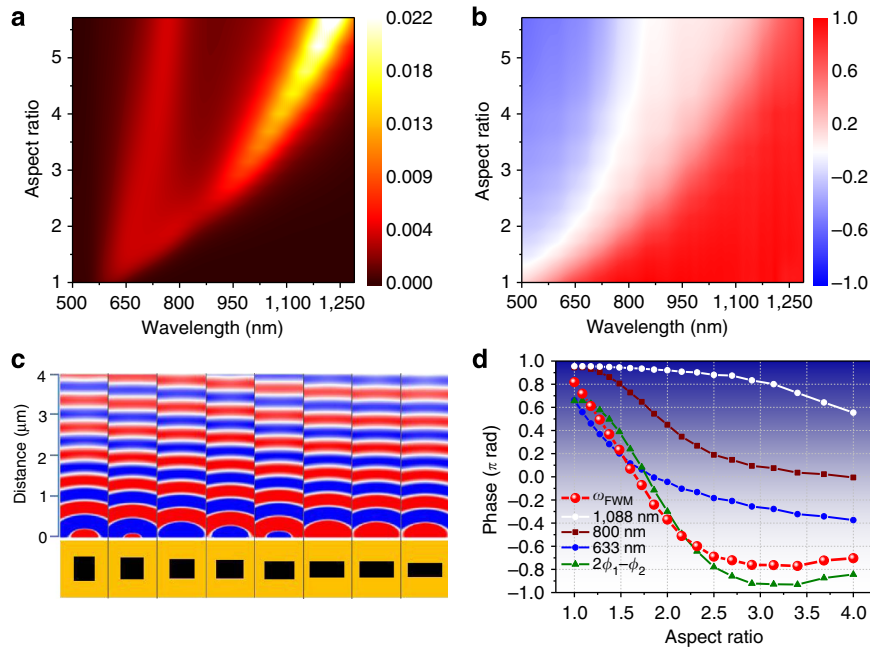 a
Aspect ratio
5
4
3
2
1
500 650 800 950 1,100 1,250
Wavelength (nm)
0.022
0.018
0.014
0.009
0.004
0.000
b
Aspect ratio
5
4
3
2
1
500 650 800 950 1,100 1,250
Wavelength (nm)
1.0
0.6
0.2
−0.2
−0.6
−1.0
c
Distance (μm)
4
3
2
1
0
d
Phase (π rad)
1.0
0.8
0.6
0.4
0.2
0.0
−0.2
−0.4
−0.6
−0.8
−1.0
ωFWM
1,088 nm
800 nm
633 nm
2ϕ1–ϕ2
1.0 1.5 2.0 2.5 3.0 3.5 4.0
Aspect ratio